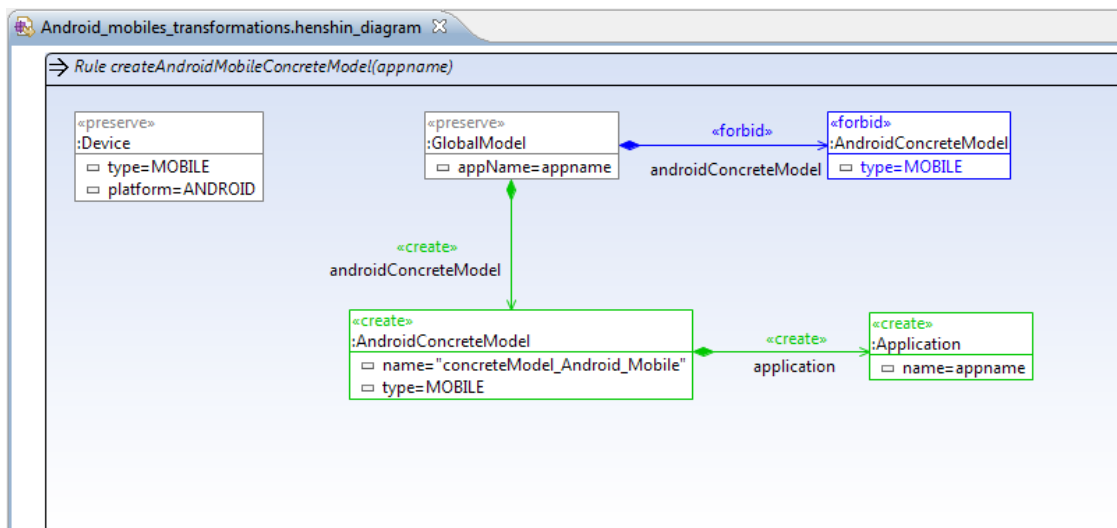 Android_mobiles_transformations.henshin_diagram
Rule createAndroidMobileConcreteModel(appname)
«preserve»
:Device
type=MOBILE
platform=ANDROID
«preserve»
:GlobalModel
appName=appname
«forbid»
androidConcreteModel
«forbid»
:AndroidConcreteModel
type=MOBILE
«create»
androidConcreteModel
«create»
:AndroidConcreteModel
name="concreteModel_Android_Mobile"
type=MOBILE
«create»
application
«create»
:Application
name=appname